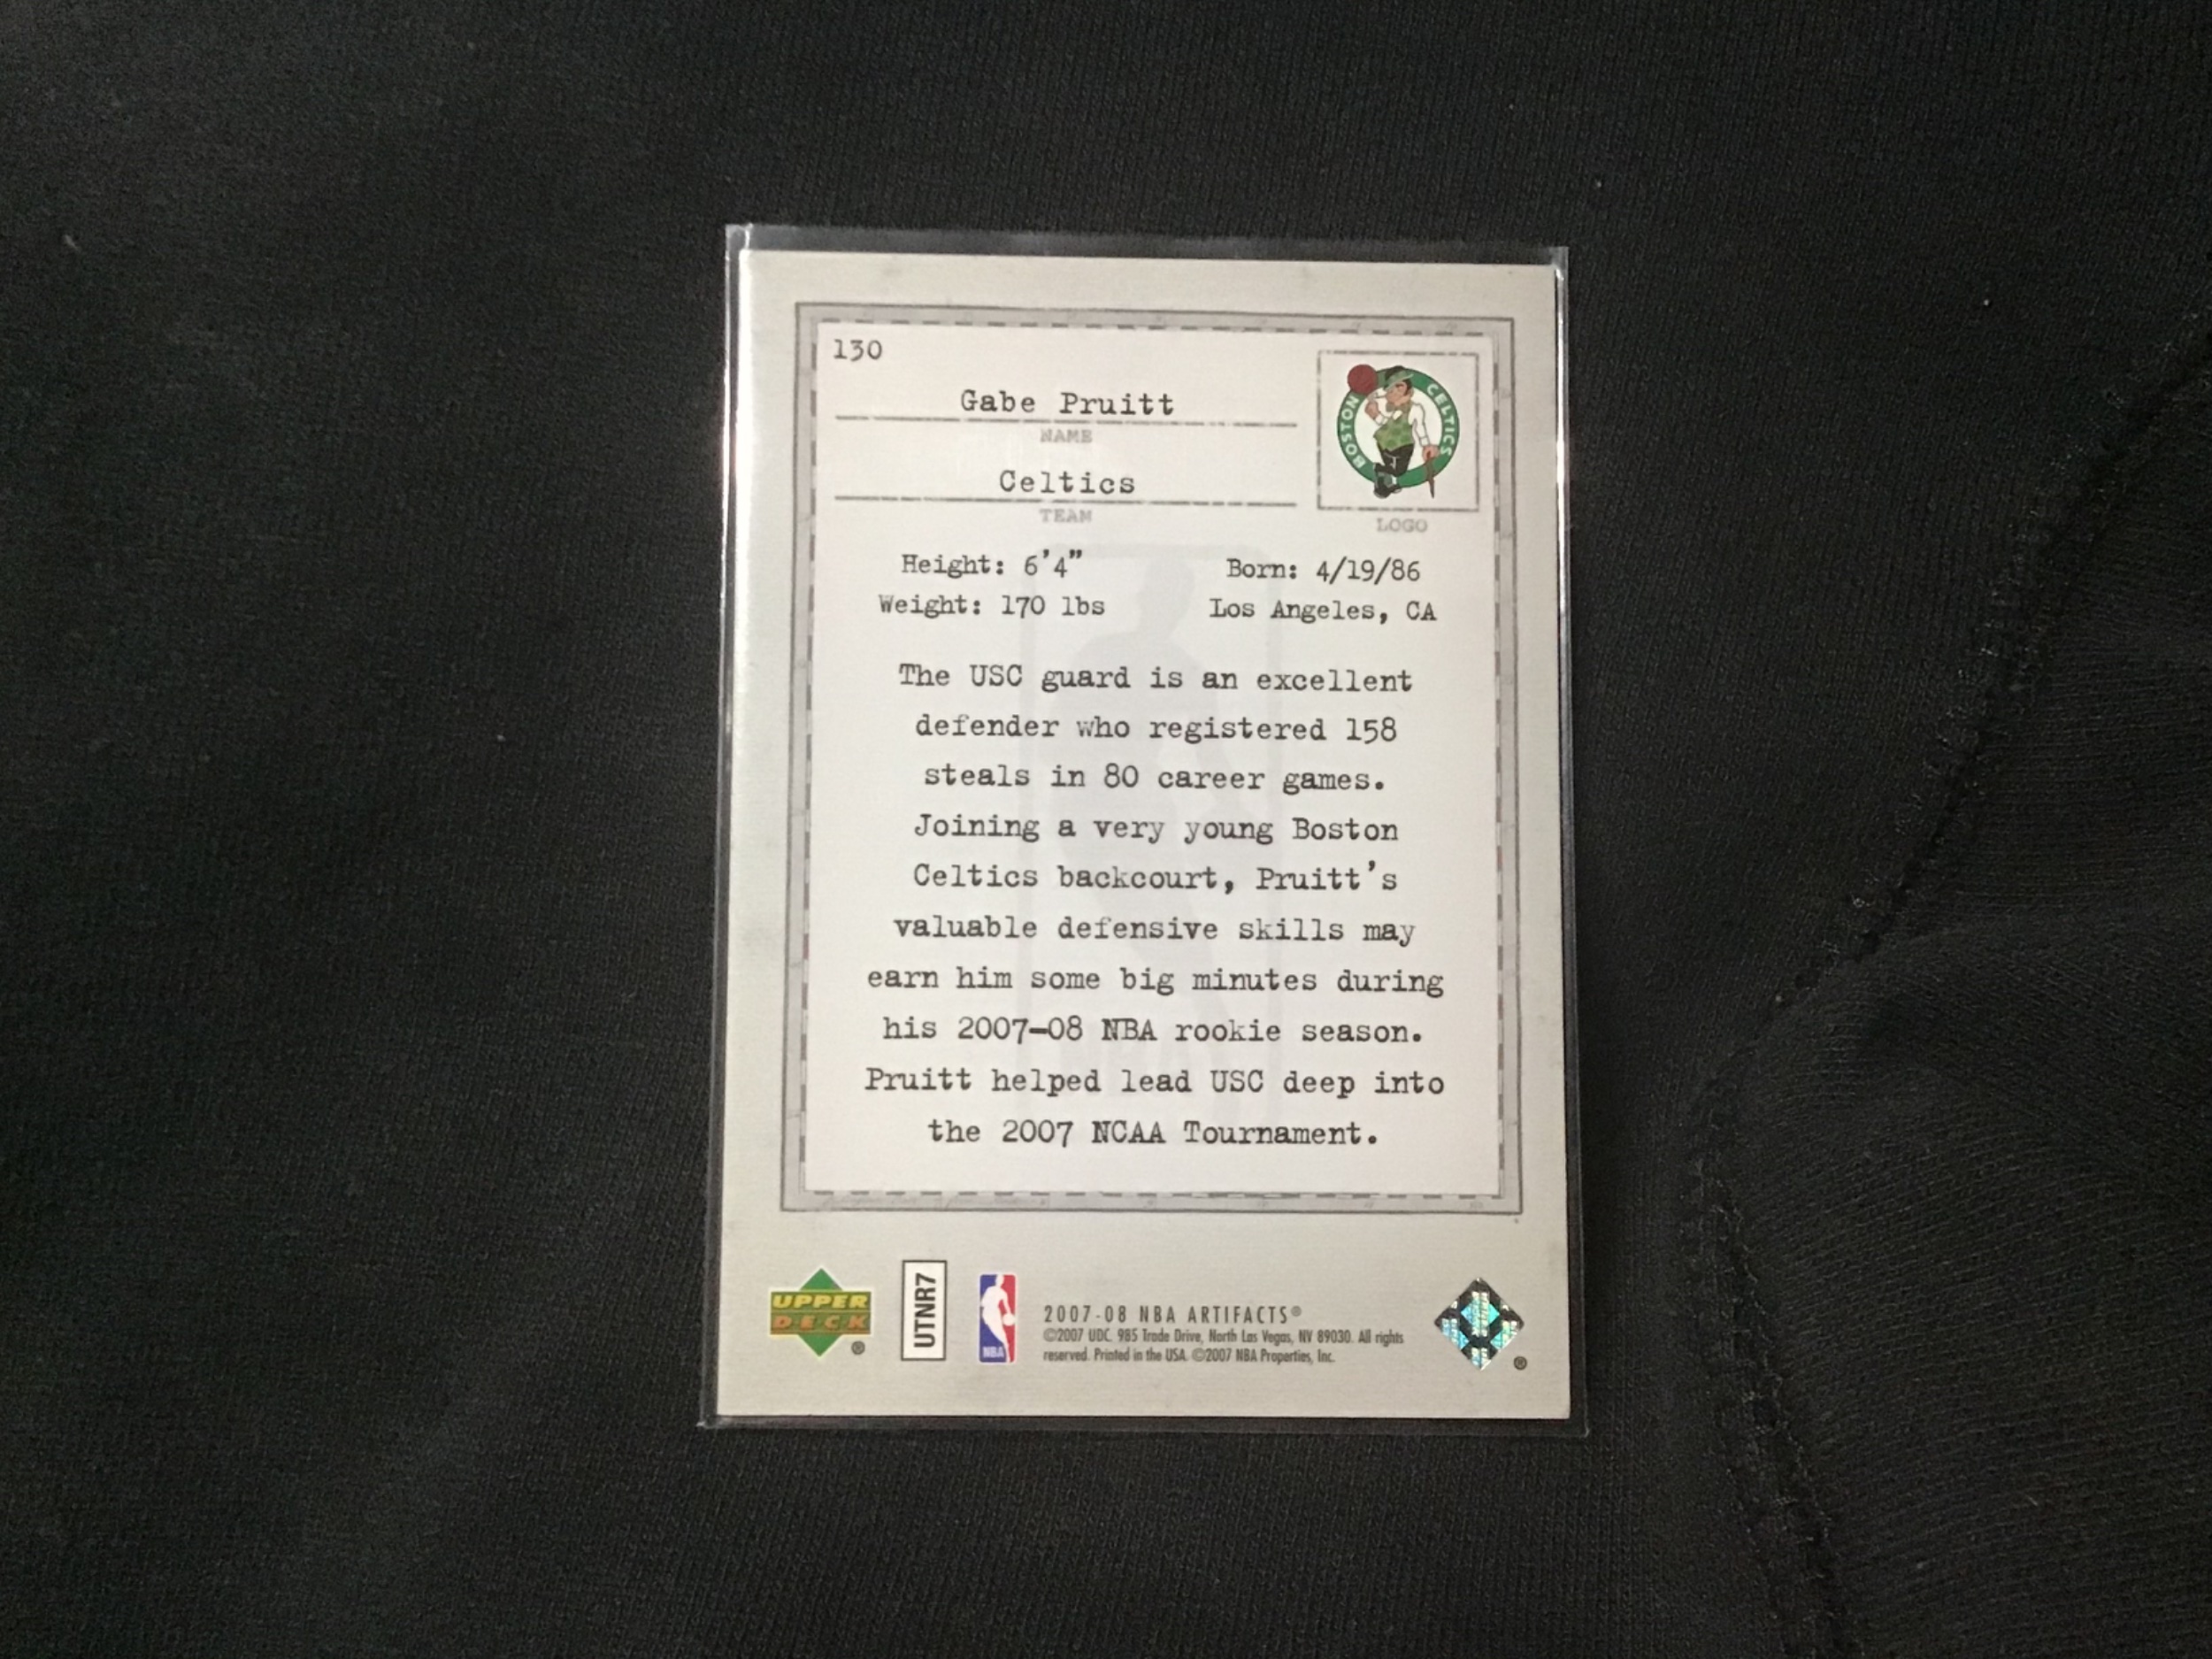 130
Gabe Pruitt
NAME
Celtics
TEAM
BOSTON CELTICS
LOGO
Height: 6'4"
Weight: 170 lbs
Born: 4/19/86
Los Angeles, CA
The USC guard is an excellent
defender who registered 158
steals in 80 career games.
Joining a very young Boston
Celtics backcourt, Pruitt's
valuable defensive skills may
earn him some big minutes during
his 2007-08 NBA rookie season.
Pruitt helped lead USC deep into
the 2007 NCAA Tournament.
UPPER
DECK
®
UTNR7
NBA
2007-08 NBA ARTIFACTS®
©2007 UDC. 985 Trade Drive, North Las Vegas, NV 89030. All rights
reserved. Printed in the USA. ©2007 NBA Properties, Inc.
®